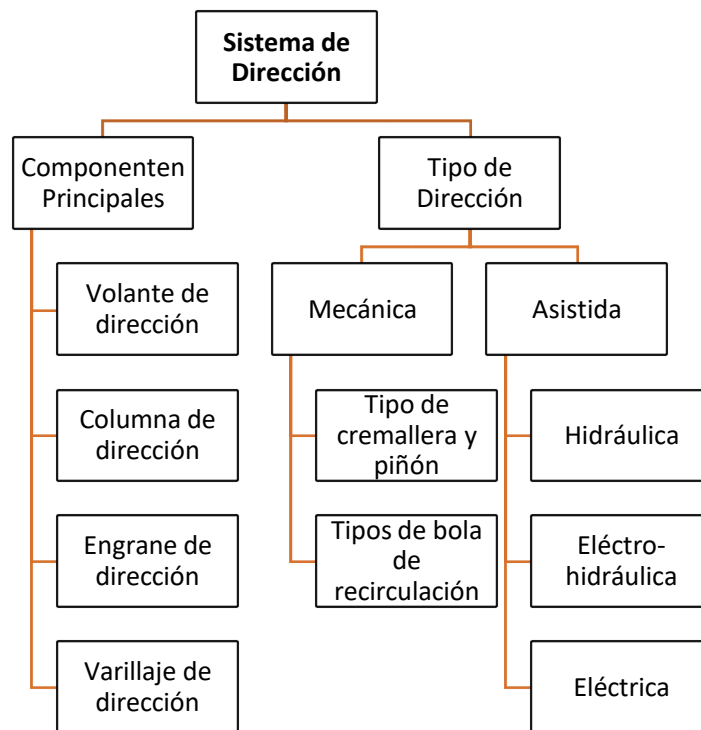 Sistema de
Dirección
Componenten
Principales
Volante de
dirección
Columna de
dirección
Engrane de
dirección
Varillaje de
dirección
Tipo de
Dirección
Mecánica
Tipo de
cremallera y
piñón
Tipos de bola
de
recirculación
Asistida
Hidráulica
Eléctro-
hidráulica
Eléctrica